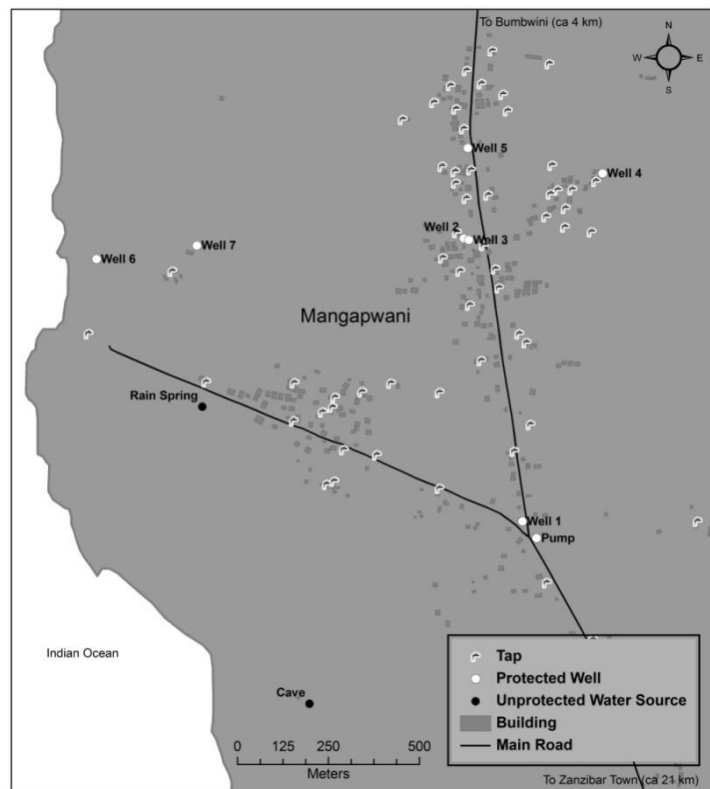 To Bumbwini (ca 4 km)
N
W E
S
Well 5
Well 4
Well 2
Well 3
Well 7
Well 6
Mangapwani
Rain Spring
Well 1
Pump
Indian Ocean
Cave
0 125 250 500
Meters
Tap
Protected Well
Unprotected Water Source
Building
Main Road
To Zanzibar Town (ca 21 km)